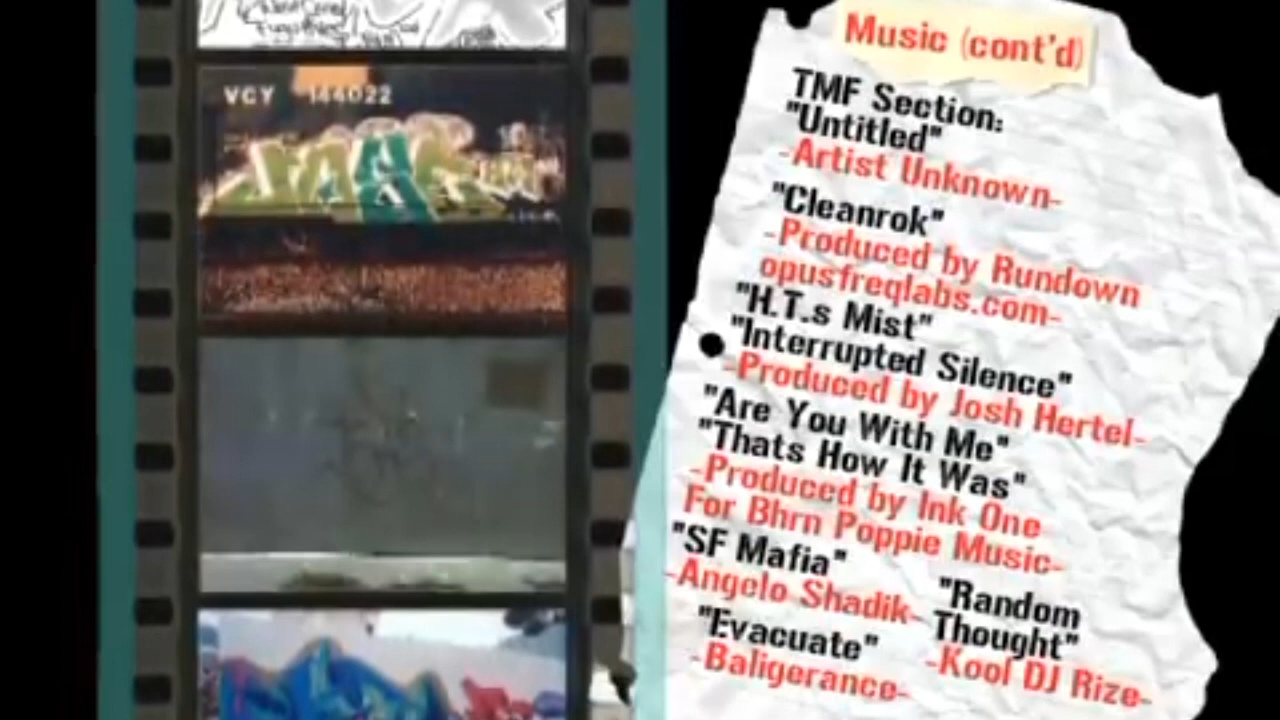 VCY 144022
Music (cont'd)
TMF Section:
"Untitled"
-Artist Unknown-
"Cleanrok"
-Produced by Rundown
opusfreqlabs.com-
"H.T.s Mist"
"Interrupted Silence"
-Produced by Josh Hertel-
"Are You With Me"
"Thats How It Was"
-Produced by Ink One
For Bhrn Poppie Music-
"SF Mafia"
-Angelo Shadik-
"Random
Thought"
-Kool DJ Rize-
"Evacuate"
-Baligerance-